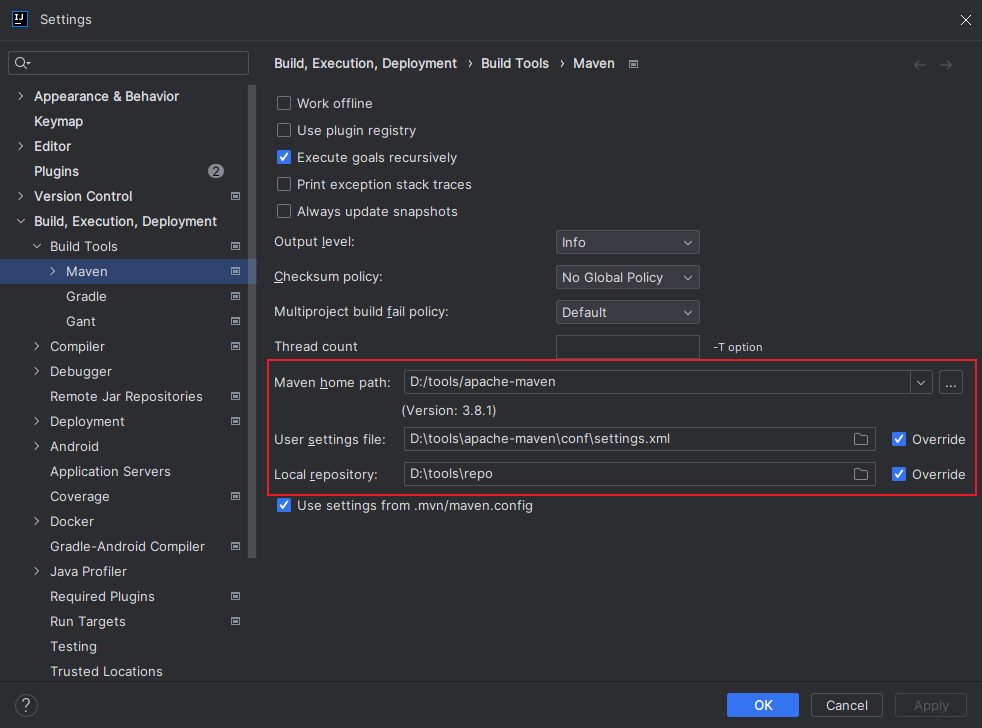 Settings
Build, Execution, Deployment › Build Tools › Maven
Appearance & Behavior
Keymap
Editor
Plugins 2
Version Control
Build, Execution, Deployment
Build Tools
Maven
Gradle
Gant
Compiler
Debugger
Remote Jar Repositories
Deployment
Android
Application Servers
Coverage
Docker
Gradle-Android Compiler
Java Profiler
Required Plugins
Run Targets
Testing
Trusted Locations
Work offline
Use plugin registry
Execute goals recursively
Print exception stack traces
Always update snapshots
Output level: Info
Checksum policy: No Global Policy
Multiproject build fail policy: Default
Thread count -T option
Maven home path: D:/tools/apache-maven ...
(Version: 3.8.1)
User settings file: D:\tools\apache-maven\conf\settings.xml Override
Local repository: D:\tools\repo Override
Use settings from .mvn/maven.config
? OK Cancel Apply